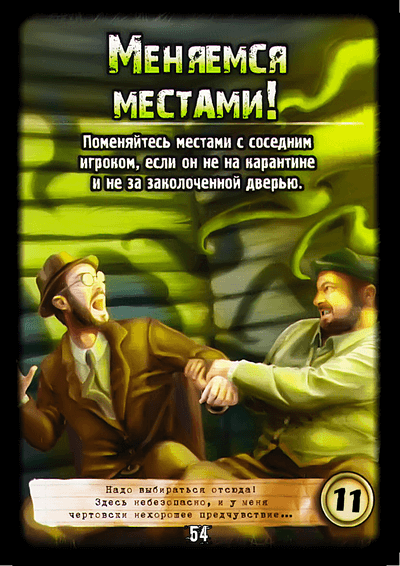 Меняемся
местами!
Поменяйтесь местами с соседним
игроком, если он не на карантине
и не за заколоченной дверью.
Надо выбираться отсюда!
Здесь небезопасно, и у меня
чертовски нехорошее предчувствие...
11
54